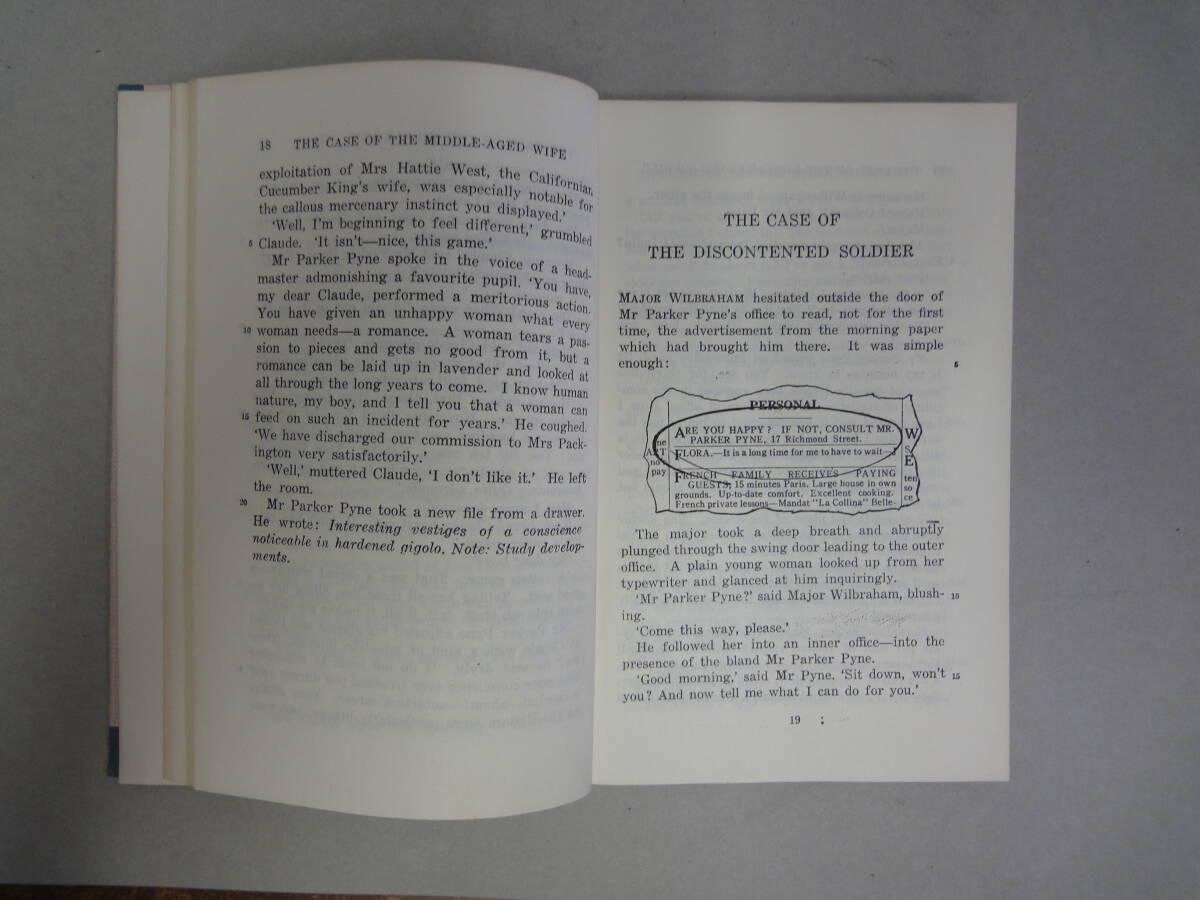 18 THE CASE OF THE MIDDLE-AGED WIFE
exploitation of Mrs Hattie West, the Californian
Cucumber King's wife, was especially notable for
the callous mercenary instinct you displayed.'
'Well, I'm beginning to feel different,' grumbled
5 Claude. 'It isn't—nice, this game.'
Mr Parker Pyne spoke in the voice of a head-
master admonishing a favourite pupil. 'You have,
my dear Claude, performed a meritorious action.
You have given an unhappy woman what every
10 woman needs—a romance. A woman tears a pas-
sion to pieces and gets no good from it, but a
romance can be laid up in lavender and looked at
all through the long years to come. I know human
nature, my boy, and I tell you that a woman can
15 feed on such an incident for years.' He coughed.
'We have discharged our commission to Mrs Pack-
ington very satisfactorily.'
'Well,' muttered Claude, 'I don't like it.' He left
the room.
20 Mr Parker Pyne took a new file from a drawer.
He wrote: Interesting vestiges of a conscience
noticeable in hardened gigolo. Note: Study develop-
ments.
THE CASE OF
THE DISCONTENTED SOLDIER
MAJOR WILBRAHAM hesitated outside the door of
Mr Parker Pyne's office to read, not for the first
time, the advertisement from the morning paper
which had brought him there. It was simple
enough: 5
PERSONAL
ARE YOU HAPPY? IF NOT, CONSULT MR.
PARKER PYNE, 17 Richmond Street.
FLORA.—It is a long time for me to have to wait—J
FRENCH FAMILY RECEIVES PAYING
GUESTS; 15 minutes Paris. Large house in own
grounds. Up-to-date comfort. Excellent cooking.
French private lessons—Mandat "La Collina" Belle-
ne
no
pay
W
S
E
ten
so
ce
The major took a deep breath and abruptly
plunged through the swing door leading to the outer
office. A plain young woman looked up from her
typewriter and glanced at him inquiringly.
'Mr Parker Pyne?' said Major Wilbraham, blush- 10
ing.
'Come this way, please.'
He followed her into an inner office—into the
presence of the bland Mr Parker Pyne.
'Good morning,' said Mr Pyne. 'Sit down, won't 15
you? And now tell me what I can do for you.'
19